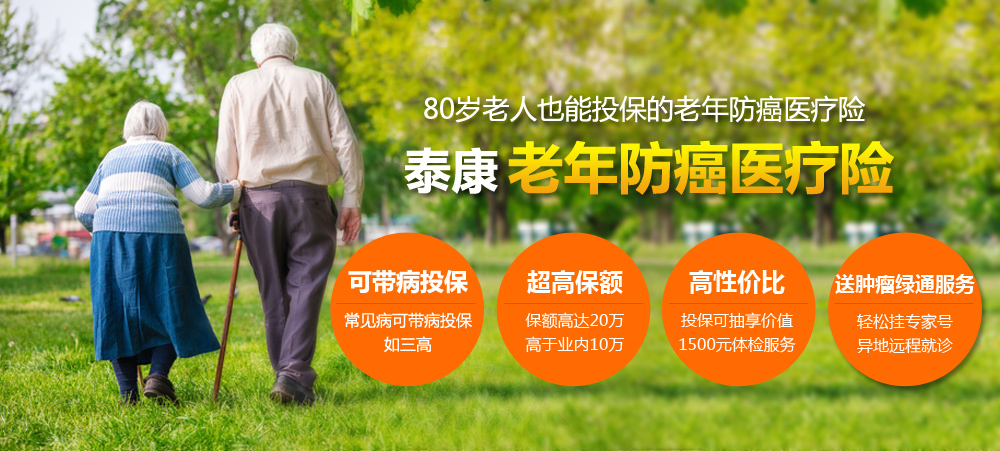 80岁老人也能投保的老年防癌医疗险
泰康 老年防癌医疗险
可带病投保
常见病可带病投保
如三高
超高保额
保额高达20万
高于业内10万
高性价比
投保可抽享价值
1500元体检服务
送肿瘤绿通服务
轻松挂专家号
异地远程就诊